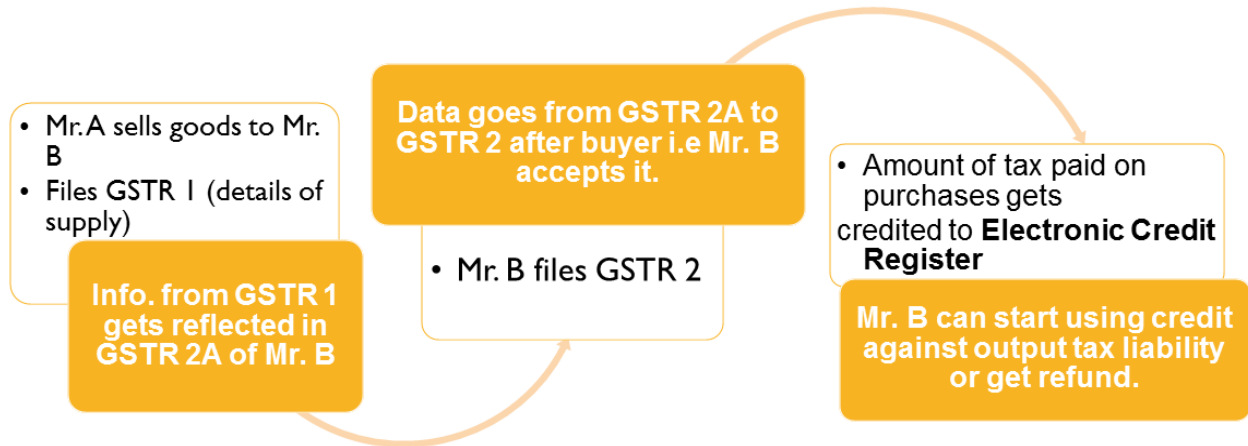 • Mr. A sells goods to Mr.
B
• Files GSTR 1 (details of
supply)
Info. from GSTR 1
gets reflected in
GSTR 2A of Mr. B
Data goes from GSTR 2A to
GSTR 2 after buyer i.e Mr. B
accepts it.
• Mr. B files GSTR 2
• Amount of tax paid on
purchases gets
credited to Electronic Credit
Register
Mr. B can start using credit
against output tax liability
or get refund.